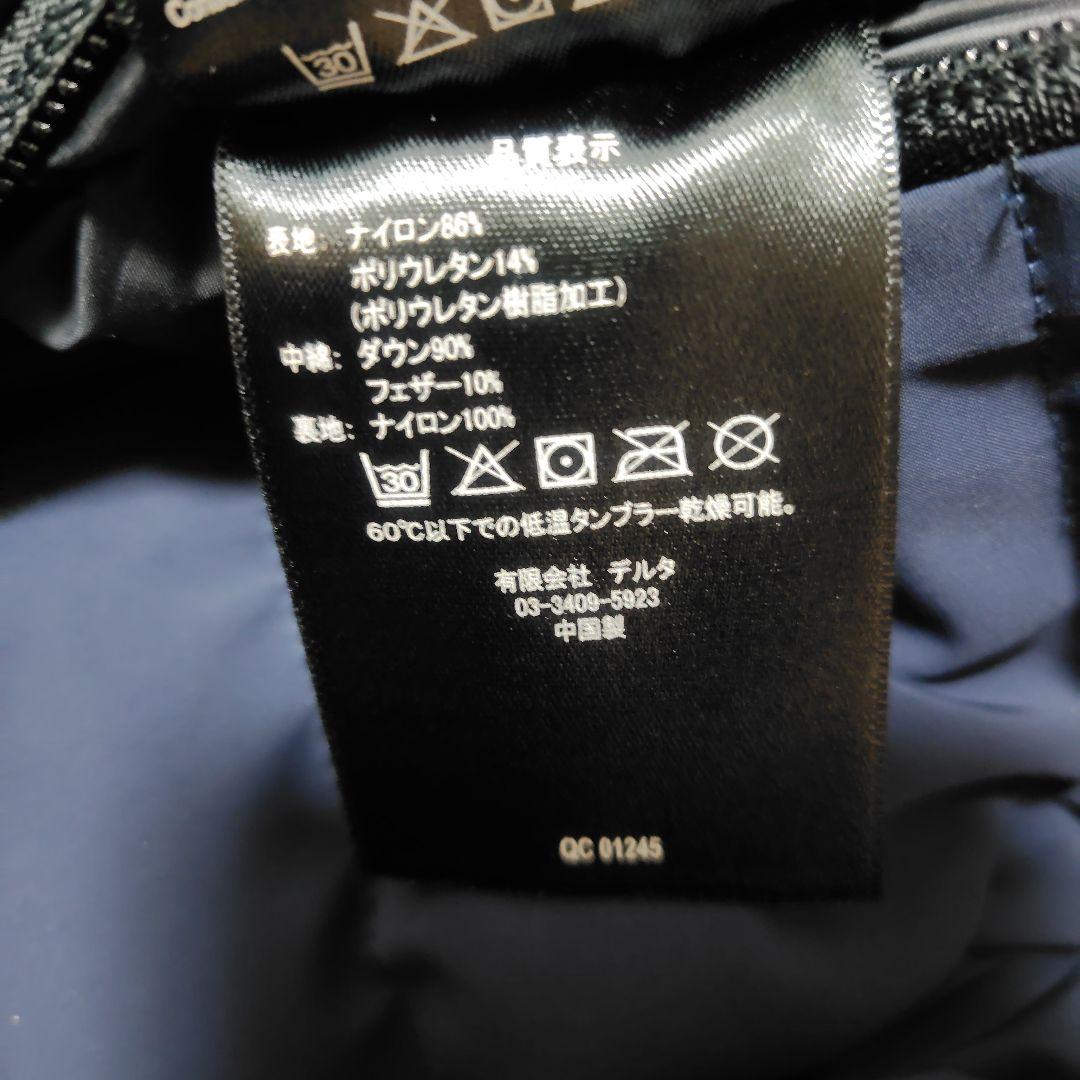 30
品質表示
表地: ナイロン86%
ポリウレタン14%
(ポリウレタン樹脂加工)
中綿: ダウン90%
フェザー10%
裏地: ナイロン100%
30
60℃以下での低温タンブラー乾燥可能。
有限会社 デルタ
03-3409-5923
中国製
QC 01245